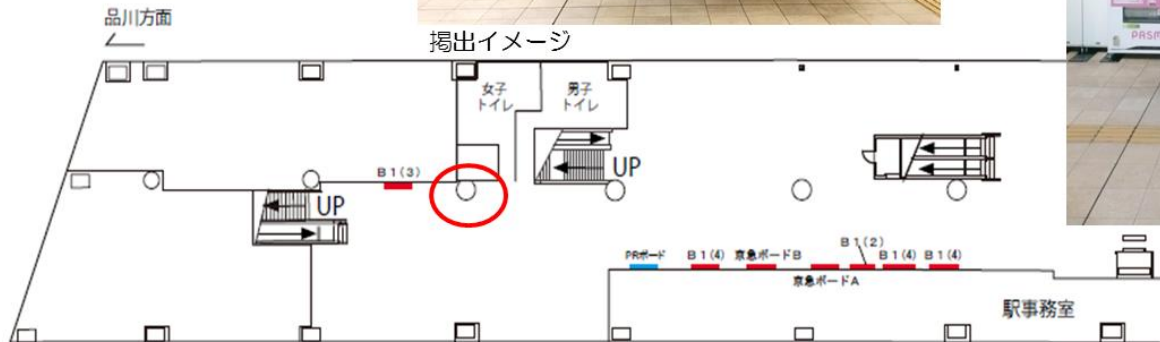 品川方面
掲出イメージ
PASM
女子
トイレ
男子
トイレ
UP
B1(3)
UP
PRボード
B1(4)
京急ボードB
B1(2)
B1(4)
B1(4)
京急ボードA
駅事務室